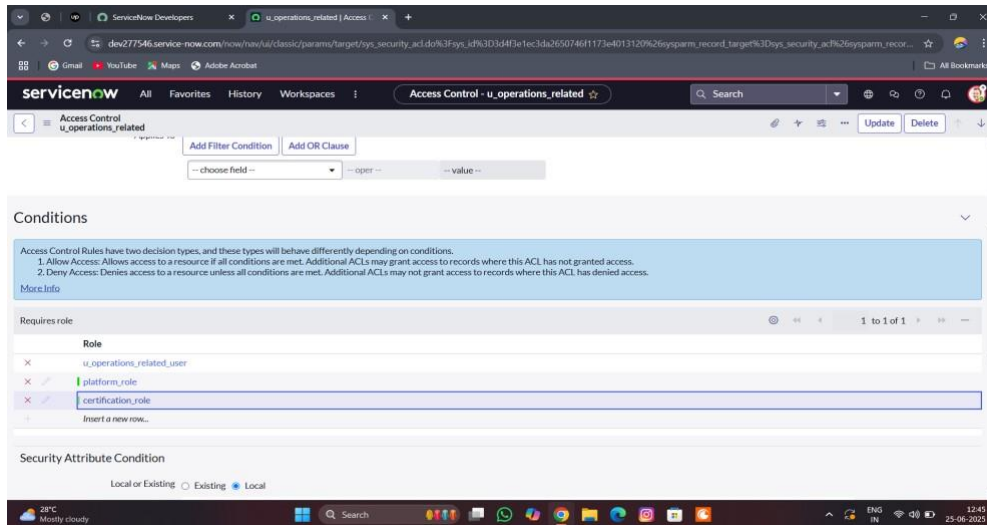 ServiceNow Developers
u_operations_related | Access C
dev277546.service-now.com/now/nav/ui/classic/params/target/sys_security_acl.do%3Fsys_id%3D3d4f3e1ec3da2650746f1173e4013120%26sysparm_record_target%3Dsys_security_acl%26sysparm_recor...
Gmail YouTube Maps Adobe Acrobat All Bookmarks
servicenow All Favorites History Workspaces Access Control - u_operations_related Search
Access Control
u_operations_related
Update Delete
Add Filter Condition Add OR Clause
-- choose field -- -- oper -- -- value --
Conditions
Access Control Rules have two decision types, and these types will behave differently depending on conditions.
1. Allow Access: Allows access to a resource if all conditions are met. Additional ACLs may grant access to records where this ACL has not granted access.
2. Deny Access: Denies access to a resource unless all conditions are met. Additional ACLs may not grant access to records where this ACL has denied access.
More Info
Requires role 1 to 1 of 1
Role
u_operations_related_user
platform_role
certification_role
Insert a new row...
Security Attribute Condition
Local or Existing Existing Local
28°C
Mostly cloudy
Search
ENG
IN
12:45
25-06-2025